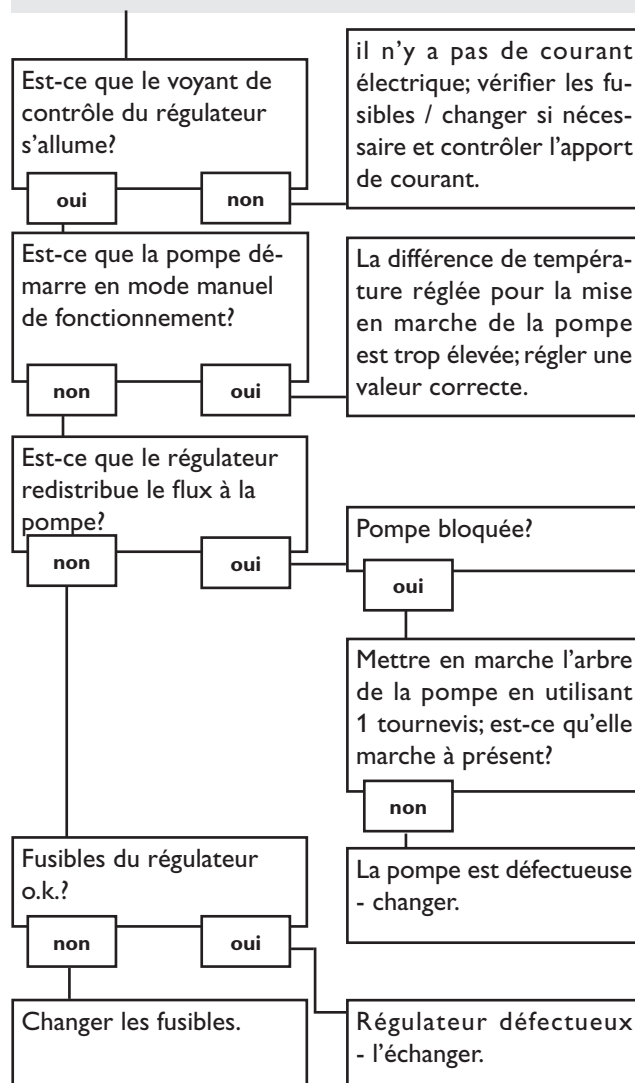 Est-ce que le voyant de
contrôle du régulateur
s’allume?
oui
non
il n’y a pas de courant
électrique; vérifier les fu-
sibles / changer si néces-
saire et contrôler l’apport
de courant.
Est-ce que la pompe dé-
marre en mode manuel
de fonctionnement?
non
oui
La différence de tempéra-
ture réglée pour la mise
en marche de la pompe
est trop élevée; régler une
valeur correcte.
Est-ce que le régulateur
redistribue le flux à la
pompe?
non
oui
Pompe bloquée?
oui
Mettre en marche l’arbre
de la pompe en utilisant
1 tournevis; est-ce qu’elle
marche à présent?
non
La pompe est défectueuse
- changer.
Fusibles du régulateur
o.k.?
non
oui
Changer les fusibles.
Régulateur défectueux
- l’échanger.